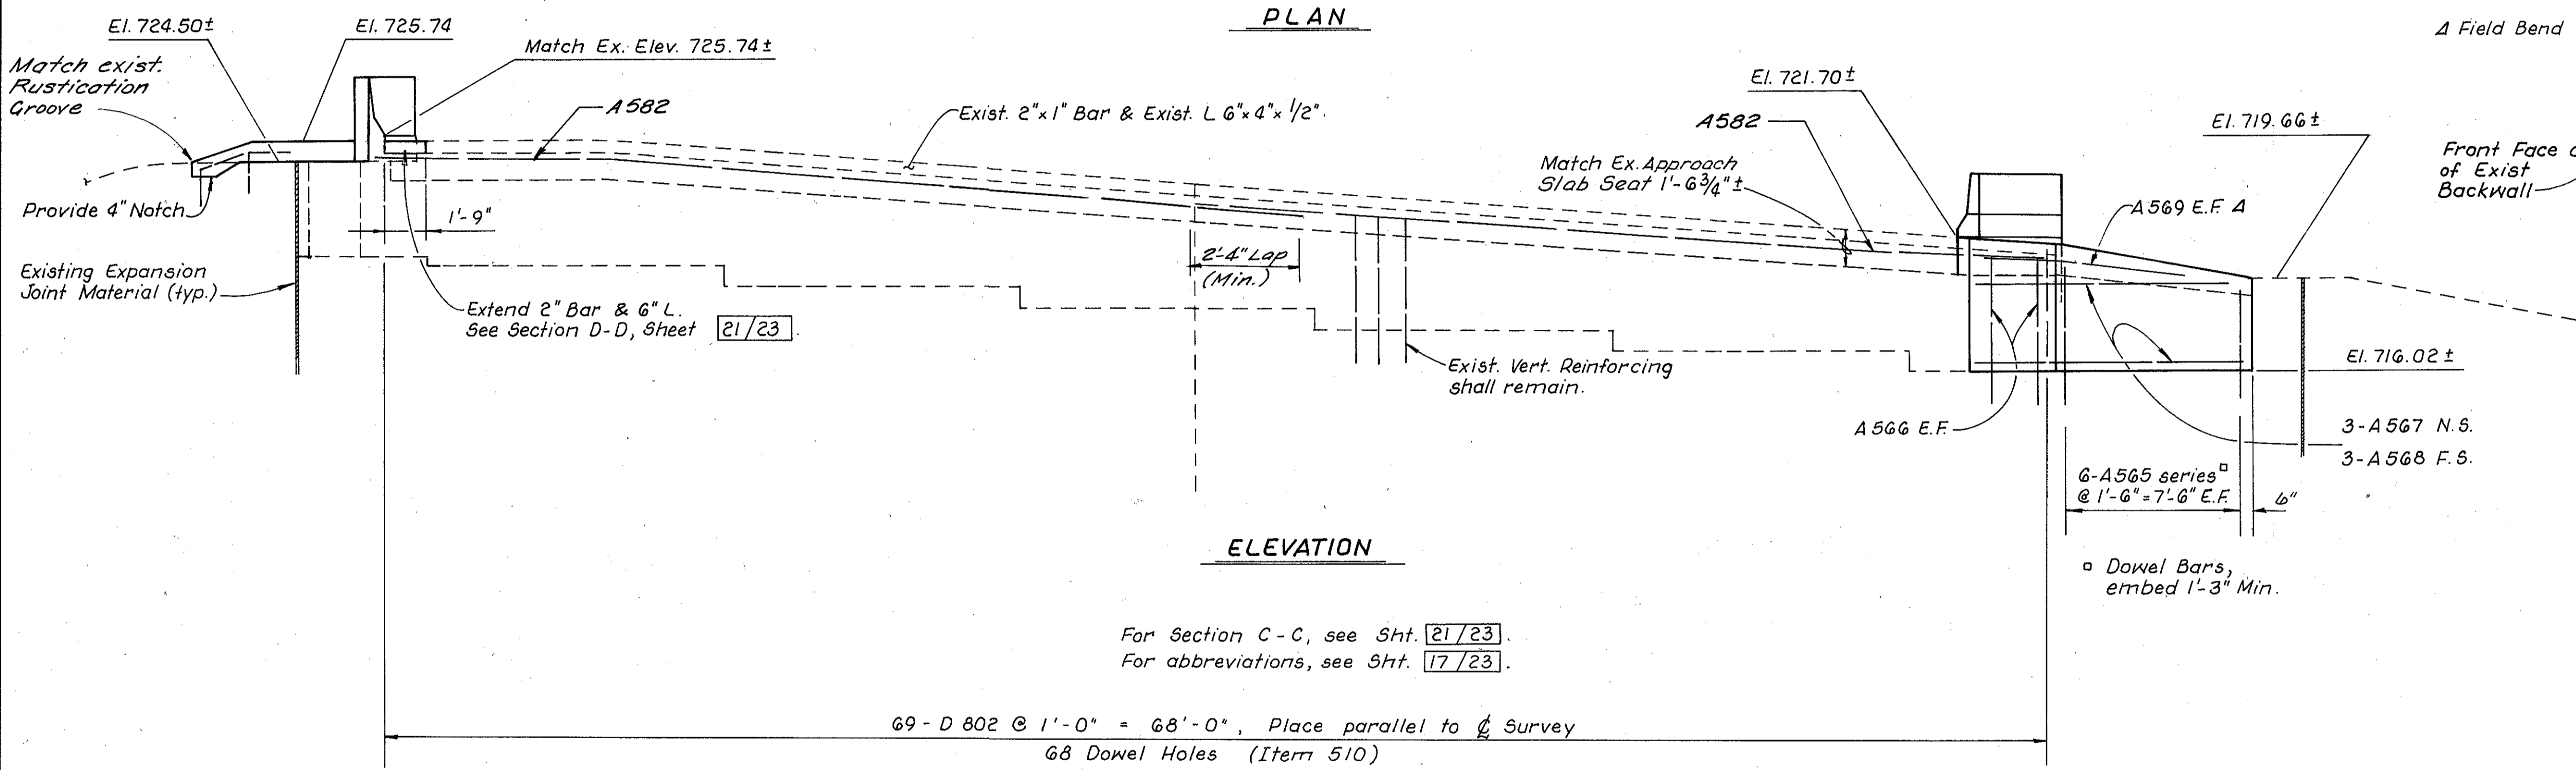 PLAN
Δ Field Bend
El. 724.50±
El. 725.74
Match Ex. Elev. 725.74±
Match exist.
Rustication
Groove
A582
Exist. 2"x1" Bar & Exist. L 6"x4"x1/2".
El. 721.70±
A582
El. 719.66±
Match Ex. Approach
Slab Seat 1'-6 3/4"±
Front Face
of Exist
Backwall
Provide 4" Notch
1'-9"
A569 E.F. Δ
Existing Expansion
Joint Material (typ.)
2'-4" Lap
(Min.)
Extend 2" Bar & 6" L.
See Section D-D, Sheet 21/23.
Exist. Vert. Reinforcing
shall remain.
El. 716.02±
A566 E.F.
3-A567 N.S.
3-A568 F.S.
6-A565 series□
@ 1'-6"=7'-6" E.F.
6"
ELEVATION
□ Dowel Bars,
embed 1'-3" Min.
For Section C-C, see Sht. 21/23.
For abbreviations, see Sht. 17/23.
69-D 802 @ 1'-0" = 68'-0", Place parallel to ℄ Survey
68 Dowel Holes (Item 510)